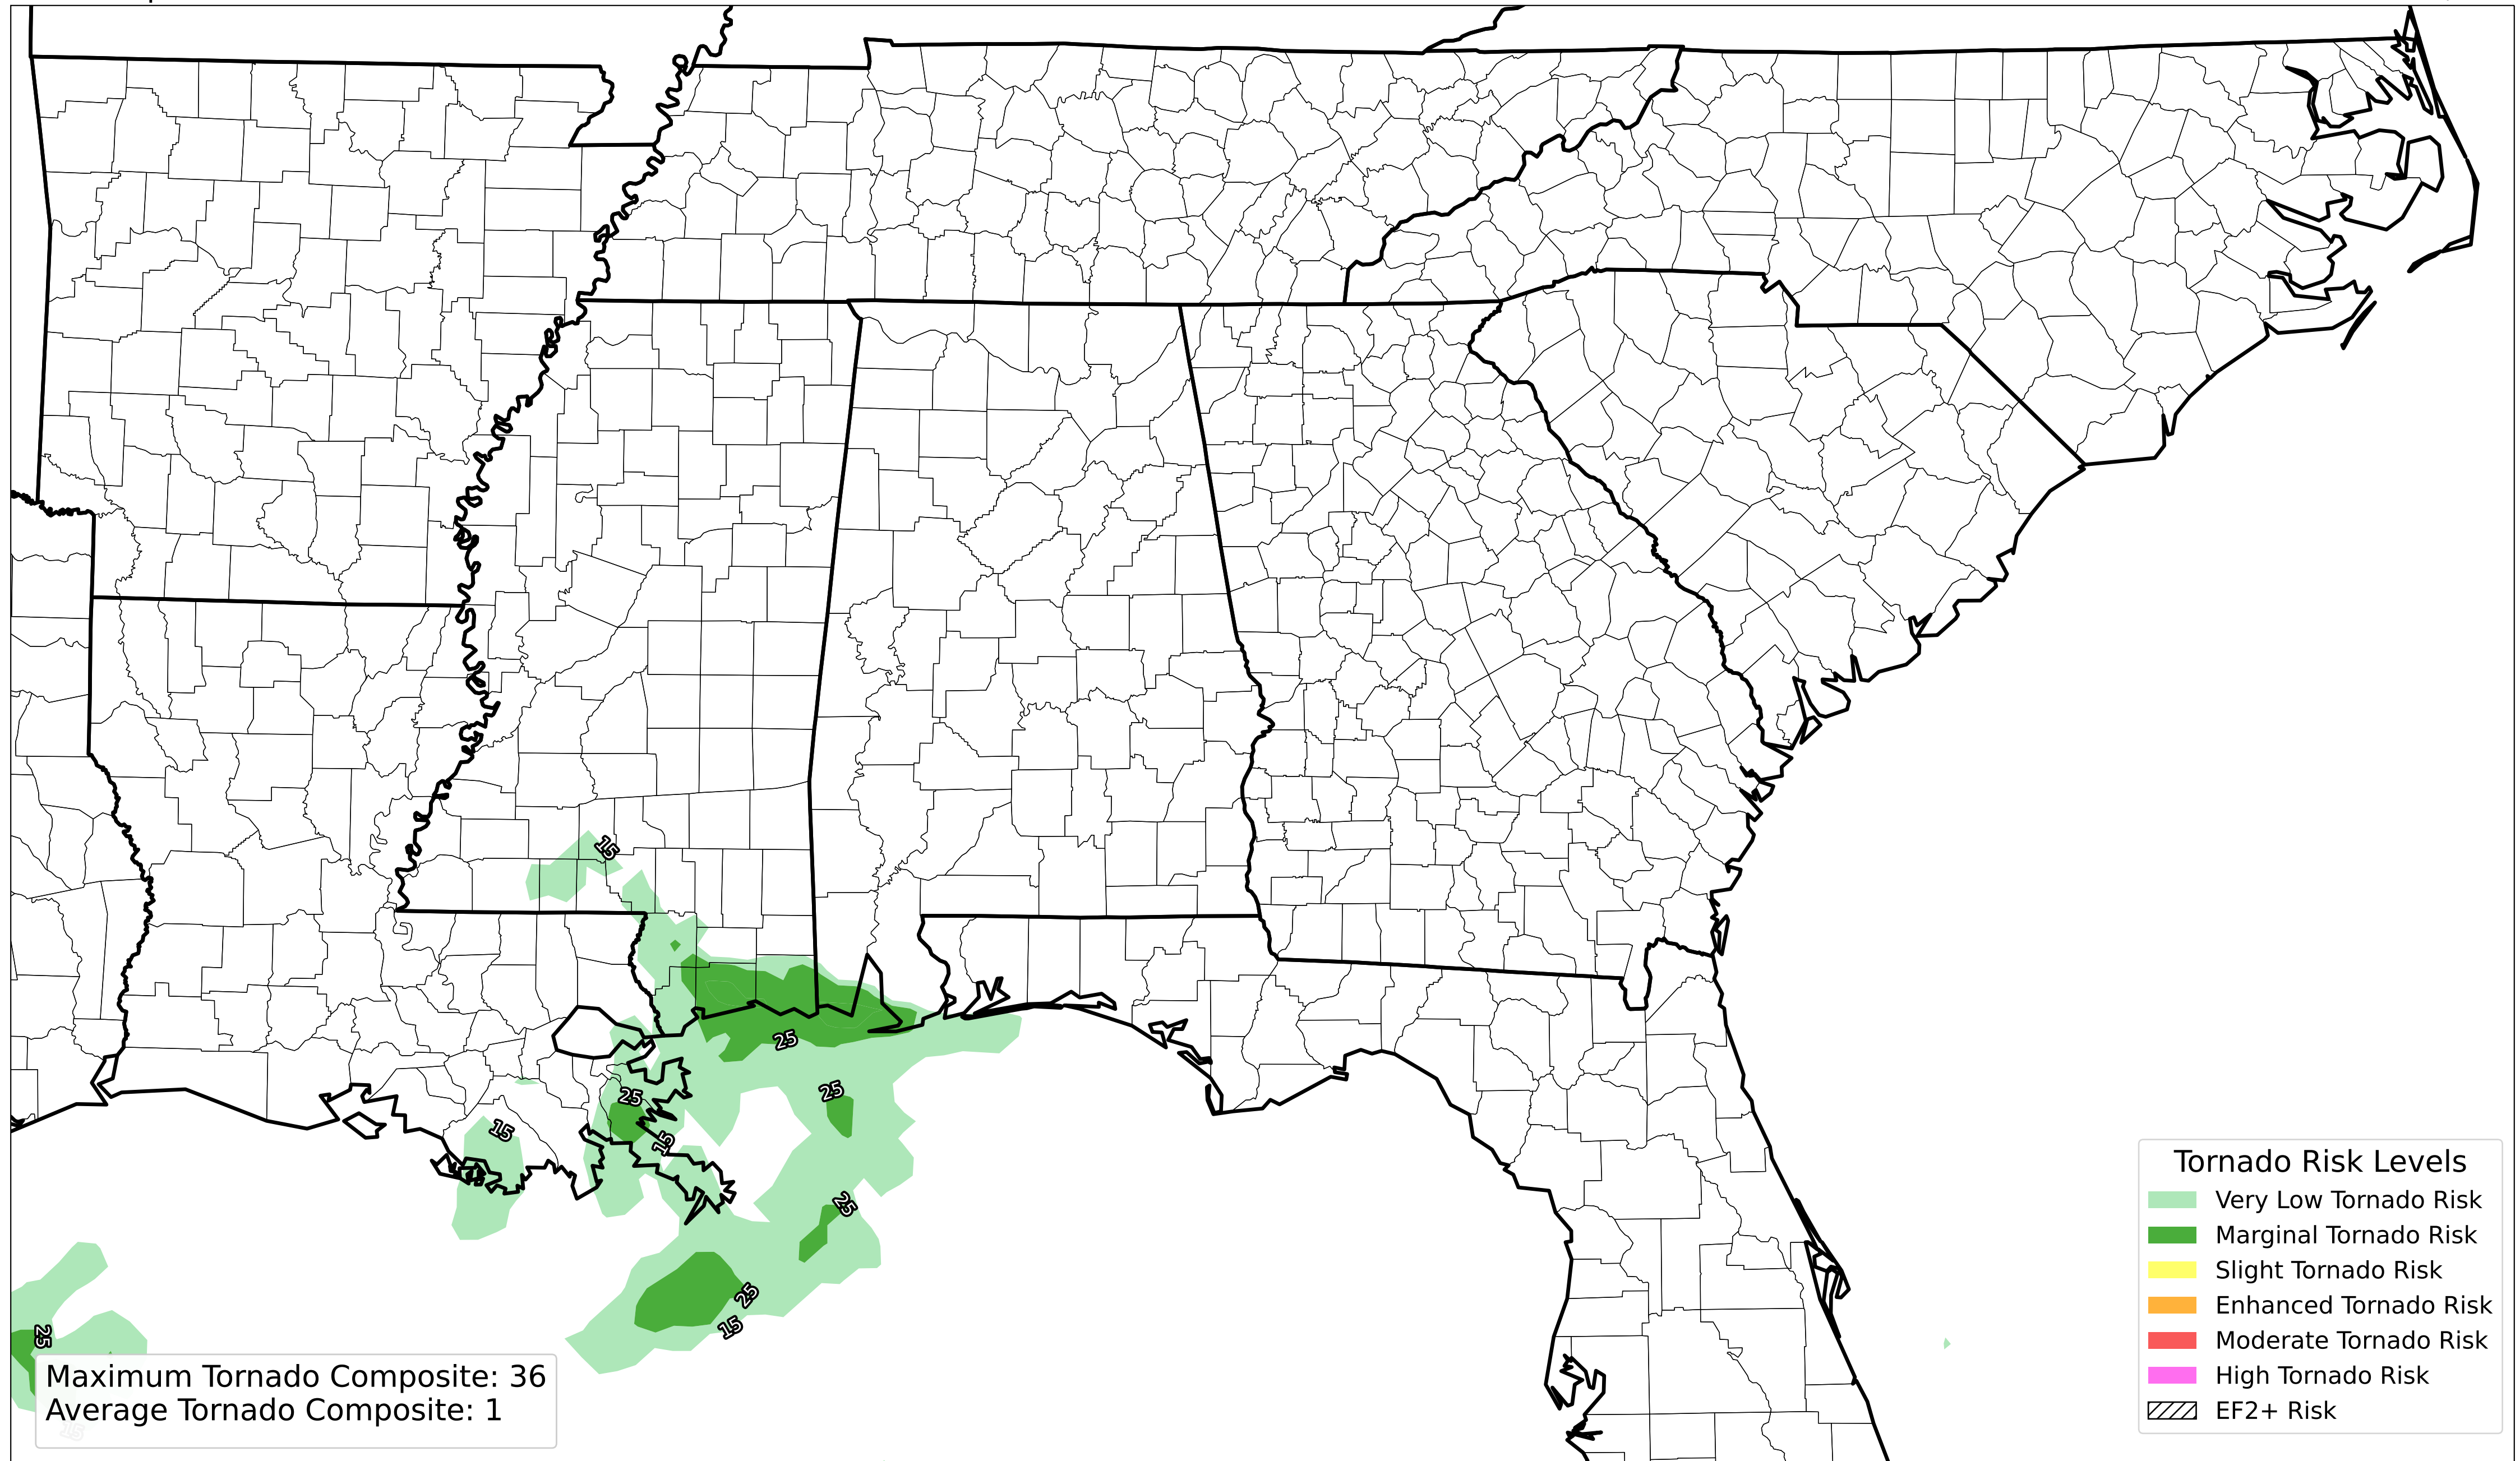 15
25
25
25
15
15
25
25
15
25
Maximum Tornado Composite: 36
Average Tornado Composite: 1
15
Tornado Risk Levels
Very Low Tornado Risk
Marginal Tornado Risk
Slight Tornado Risk
Enhanced Tornado Risk
Moderate Tornado Risk
High Tornado Risk
EF2+ Risk